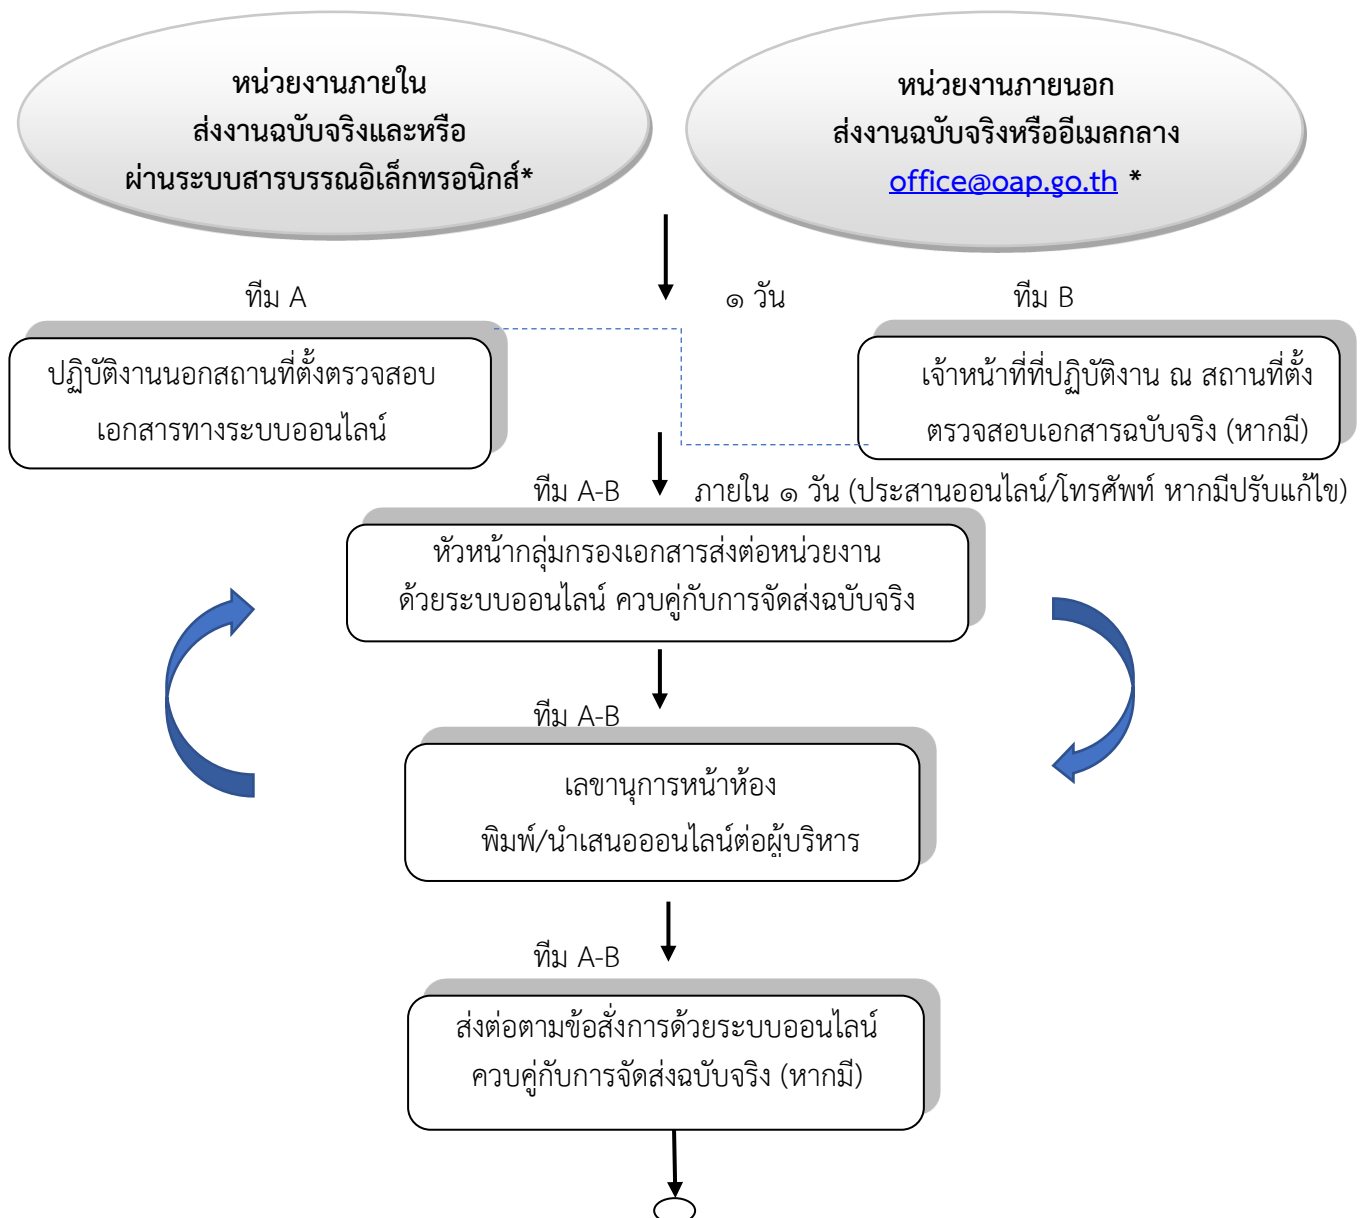 หน่วยงานภายใน
ส่งงานฉบับจริงและหรือ
ผ่านระบบสารบรรณอิเล็กทรอนิกส์*
หน่วยงานภายนอก
ส่งงานฉบับจริงหรืออีเมลกลาง
office@oap.go.th *
ทีม A
๑ วัน
ทีม B
ปฏิบัติงานนอกสถานที่ตั้งตรวจสอบ
เอกสารทางระบบออนไลน์
เจ้าหน้าที่ที่ปฏิบัติงาน ณ สถานที่ตั้ง
ตรวจสอบเอกสารฉบับจริง (หากมี)
ทีม A-B
ภายใน ๑ วัน (ประสานออนไลน์/โทรศัพท์ หากมีปรับแก้ไข)
หัวหน้ากลุ่มกรองเอกสารส่งต่อหน่วยงาน
ด้วยระบบออนไลน์ ควบคู่กับการจัดส่งฉบับจริง
ทีม A-B
เลขานุการหน้าห้อง
พิมพ์/นำเสนอออนไลน์ต่อผู้บริหาร
ทีม A-B
ส่งต่อตามข้อสั่งการด้วยระบบออนไลน์
ควบคู่กับการจัดส่งฉบับจริง (หากมี)